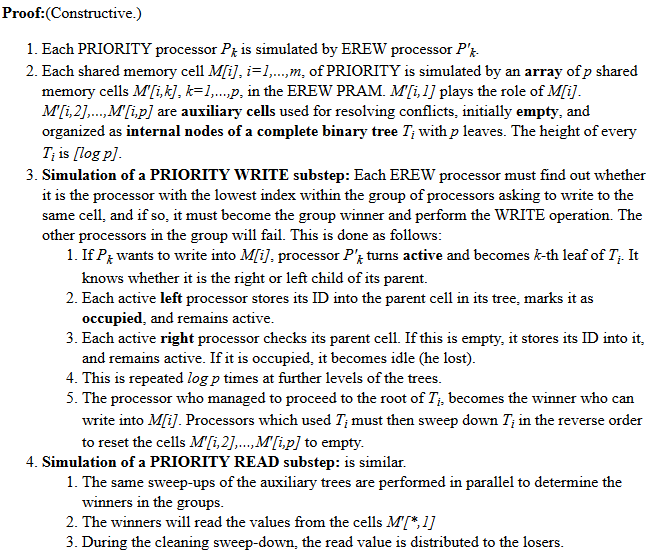 Proof:(Constructive.)
1. Each PRIORITY processor Pk is simulated by EREW processor P'k.
2. Each shared memory cell M[i], i=1,...,m, of PRIORITY is simulated by an array of p shared
memory cells M'[i,k], k=1,...,p, in the EREW PRAM. M'[i,1] plays the role of M[i].
M'[i,2],...,M'[i,p] are auxiliary cells used for resolving conflicts, initially empty, and
organized as internal nodes of a complete binary tree Ti with p leaves. The height of every
Ti is ⌈log p⌉.
3. Simulation of a PRIORITY WRITE substep: Each EREW processor must find out whether
it is the processor with the lowest index within the group of processors asking to write to the
same cell, and if so, it must become the group winner and perform the WRITE operation. The
other processors in the group will fail. This is done as follows:
1. If Pk wants to write into M[i], processor P'k turns active and becomes k-th leaf of Ti. It
knows whether it is the right or left child of its parent.
2. Each active left processor stores its ID into the parent cell in its tree, marks it as
occupied, and remains active.
3. Each active right processor checks its parent cell. If this is empty, it stores its ID into it,
and remains active. If it is occupied, it becomes idle (he lost).
4. This is repeated log p times at further levels of the trees.
5. The processor who managed to proceed to the root of Ti, becomes the winner who can
write into M[i]. Processors which used Ti must then sweep down Ti in the reverse order
to reset the cells M'[i,2],...,M'[i,p] to empty.
4. Simulation of a PRIORITY READ substep: is similar.
1. The same sweep-ups of the auxiliary trees are performed in parallel to determine the
winners in the groups.
2. The winners will read the values from the cells M'[*,1]
3. During the cleaning sweep-down, the read value is distributed to the losers.